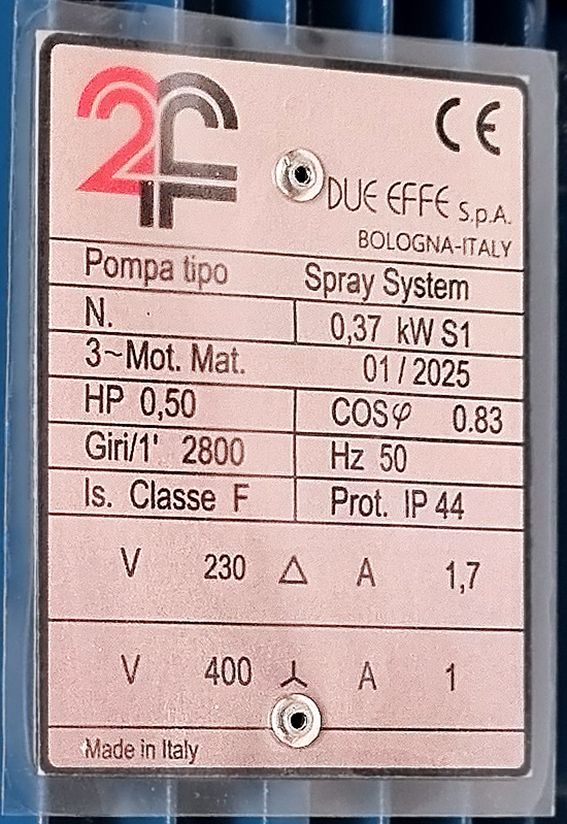 2F
CE
DUE EFFE S.p.A.
BOLOGNA-ITALY
Pompa tipo Spray System
N. 0,37 kW S1
3~Mot. Mat. 01/2025
HP 0,50 COSφ 0.83
Giri/1' 2800 Hz 50
Is. Classe F Prot. IP 44
V 230 △ A 1,7
V 400 ⅄ A 1
Made in Italy